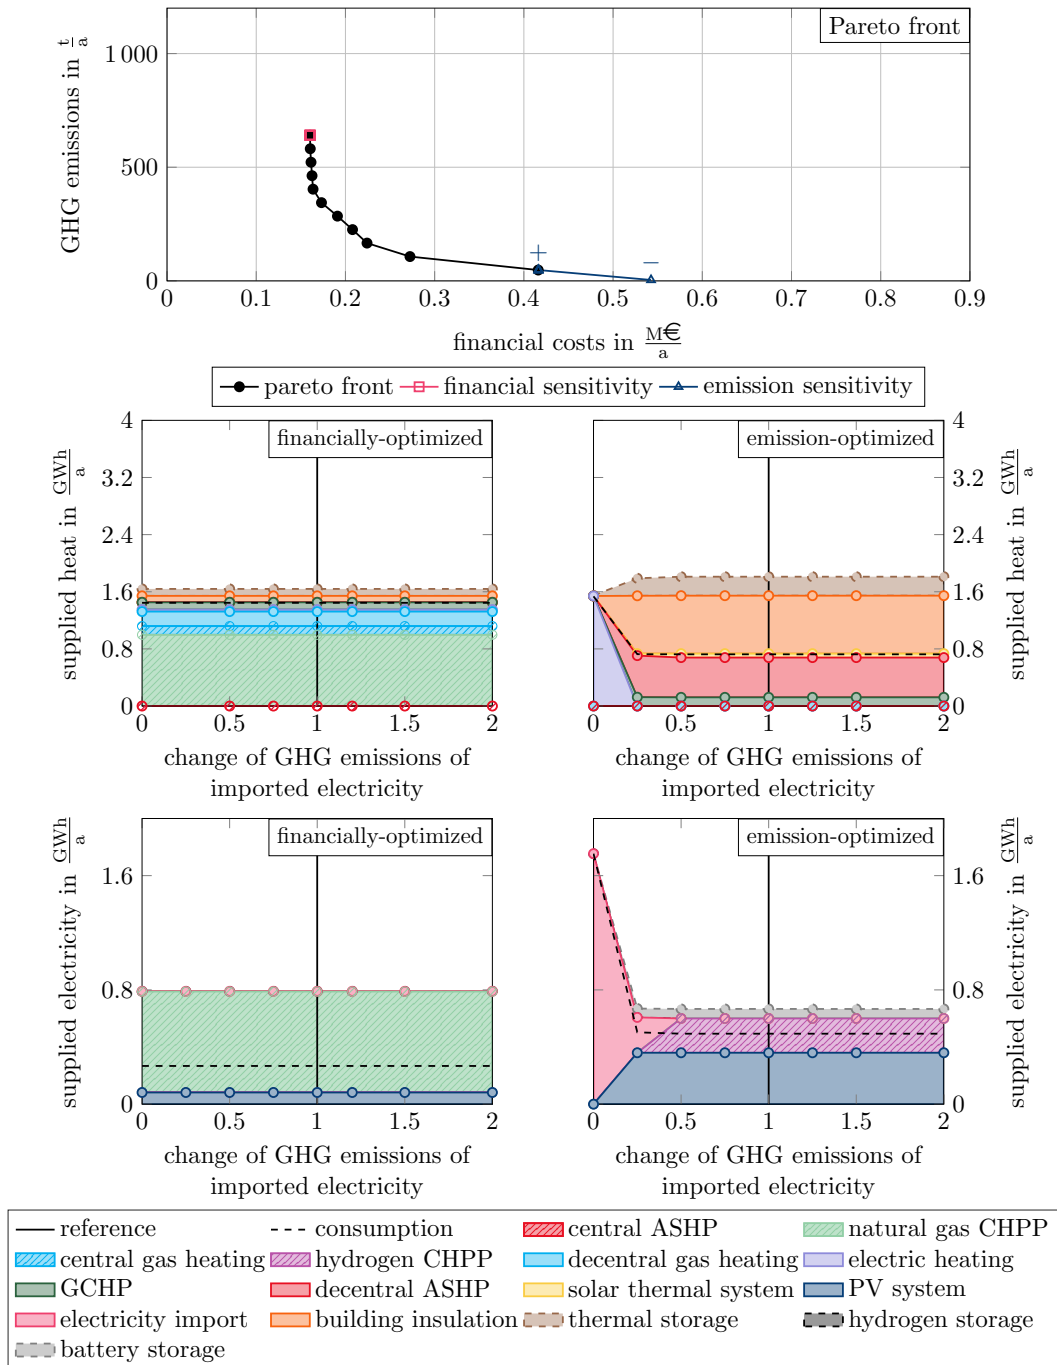 Pareto front
GHG emissions in t/a
1 000
500
0
0 0.1 0.2 0.3 0.4 0.5 0.6 0.7 0.8 0.9
+
−
financial costs in M€/a
pareto front financial sensitivity emission sensitivity
financially-optimized
supplied heat in GWh/a
4
3.2
2.4
1.6
0.8
0
0 0.5 1 1.5 2
change of GHG emissions of
imported electricity
emission-optimized
supplied heat in GWh/a
4
3.2
2.4
1.6
0.8
0
0 0.5 1 1.5 2
change of GHG emissions of
imported electricity
financially-optimized
supplied electricity in GWh/a
1.6
0.8
0
0 0.5 1 1.5 2
change of GHG emissions of
imported electricity
emission-optimized
supplied electricity in GWh/a
1.6
0.8
0
0 0.5 1 1.5 2
change of GHG emissions of
imported electricity
reference consumption central ASHP natural gas CHPP
central gas heating hydrogen CHPP decentral gas heating electric heating
GCHP decentral ASHP solar thermal system PV system
electricity import building insulation thermal storage hydrogen storage
battery storage